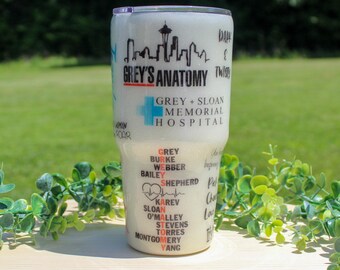 GREY'S ANATOMY
GREY + SLOAN
MEMORIAL
HOSPITAL
GREY
BURKE
WEBBER
BAILEY
SHEPHERD
KAREV
SLOAN
O'MALLEY
STEVENS
TORRES
MONTGOMERY
YANG